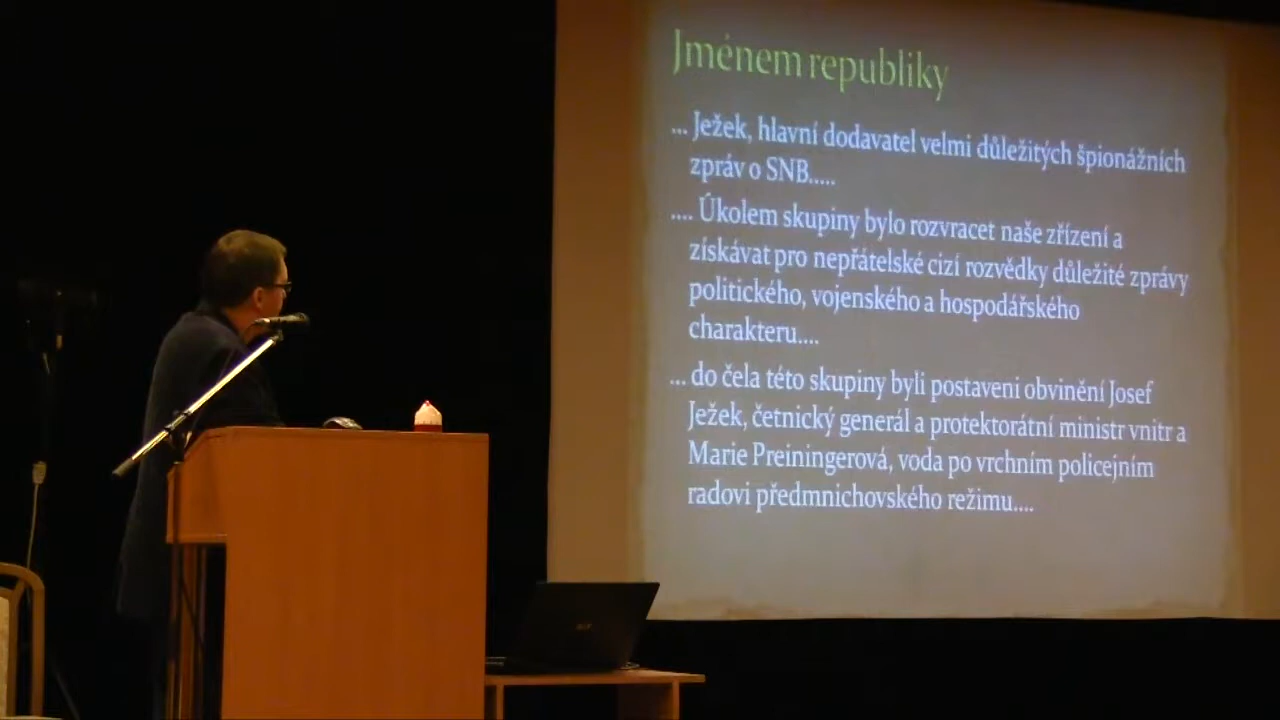 Jménem republiky
... Ježek, hlavní dodavatel velmi důležitých špionážních
zpráv o SNB.....
.... Úkolem skupiny bylo rozvracet naše zřízení a
získávat pro nepřátelské cizí rozvědky důležité zprávy
politického, vojenského a hospodářského
charakteru....
... do čela této skupiny byli postaveni obvinění Josef
Ježek, četnický generál a protektorátní ministr vnitr a
Marie Preiningerová, voda po vrchním policejním
radovi předmnichovského režimu....